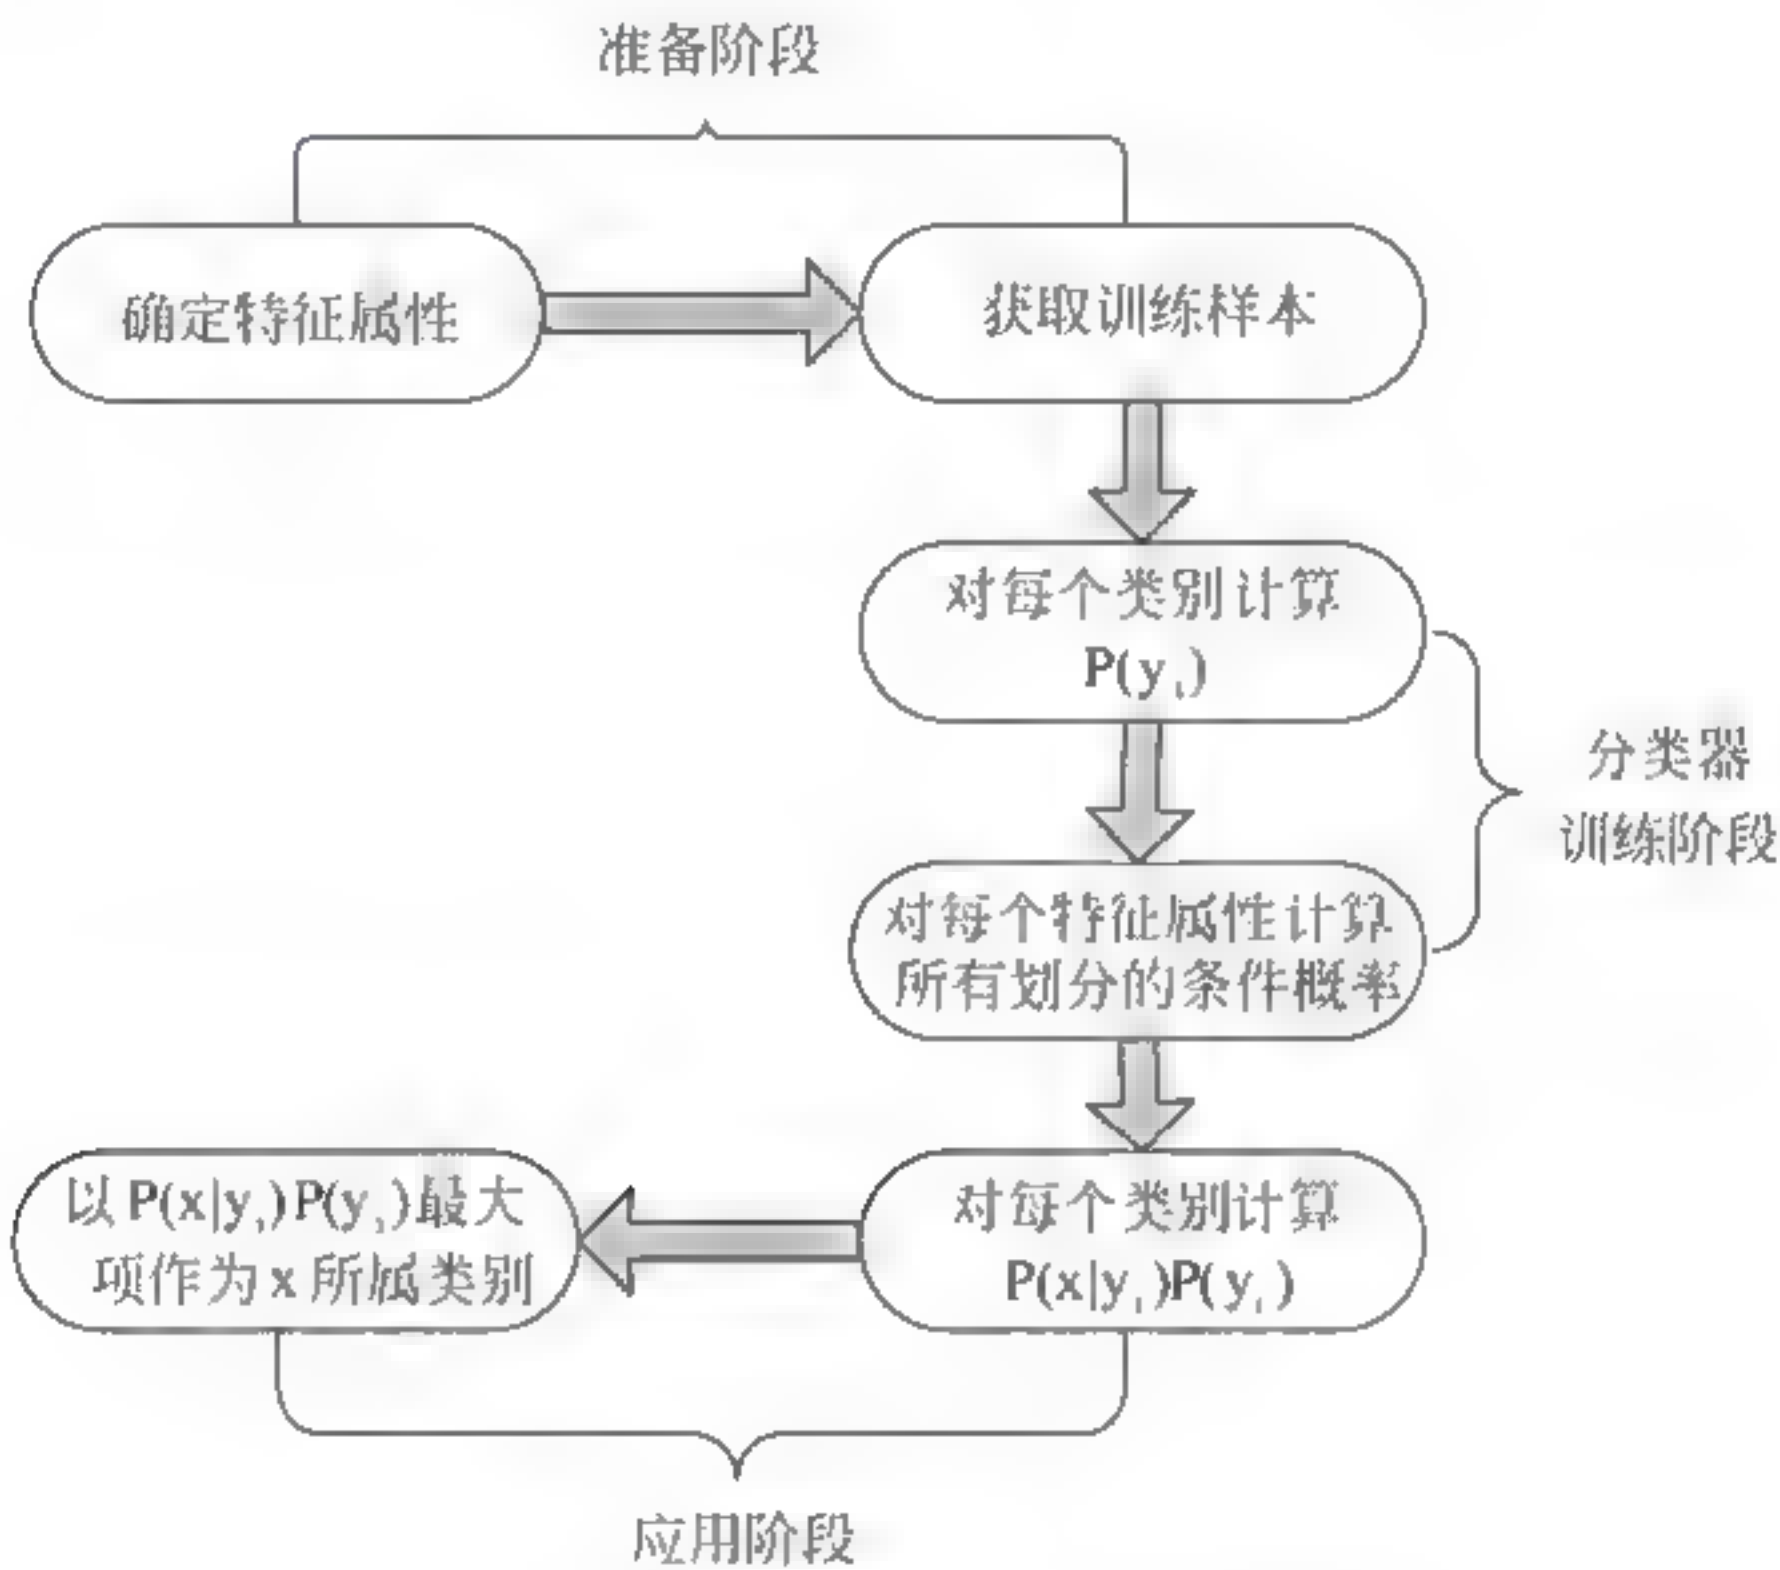 准备阶段
确定特征属性
获取训练样本
对每个类别计算
P(yᵢ)
分类器
训练阶段
对每个特征属性计算
所有划分的条件概率
对每个类别计算
P(x|yᵢ)P(yᵢ)
以P(x|yᵢ)P(yᵢ)最大
项作为x所属类别
应用阶段